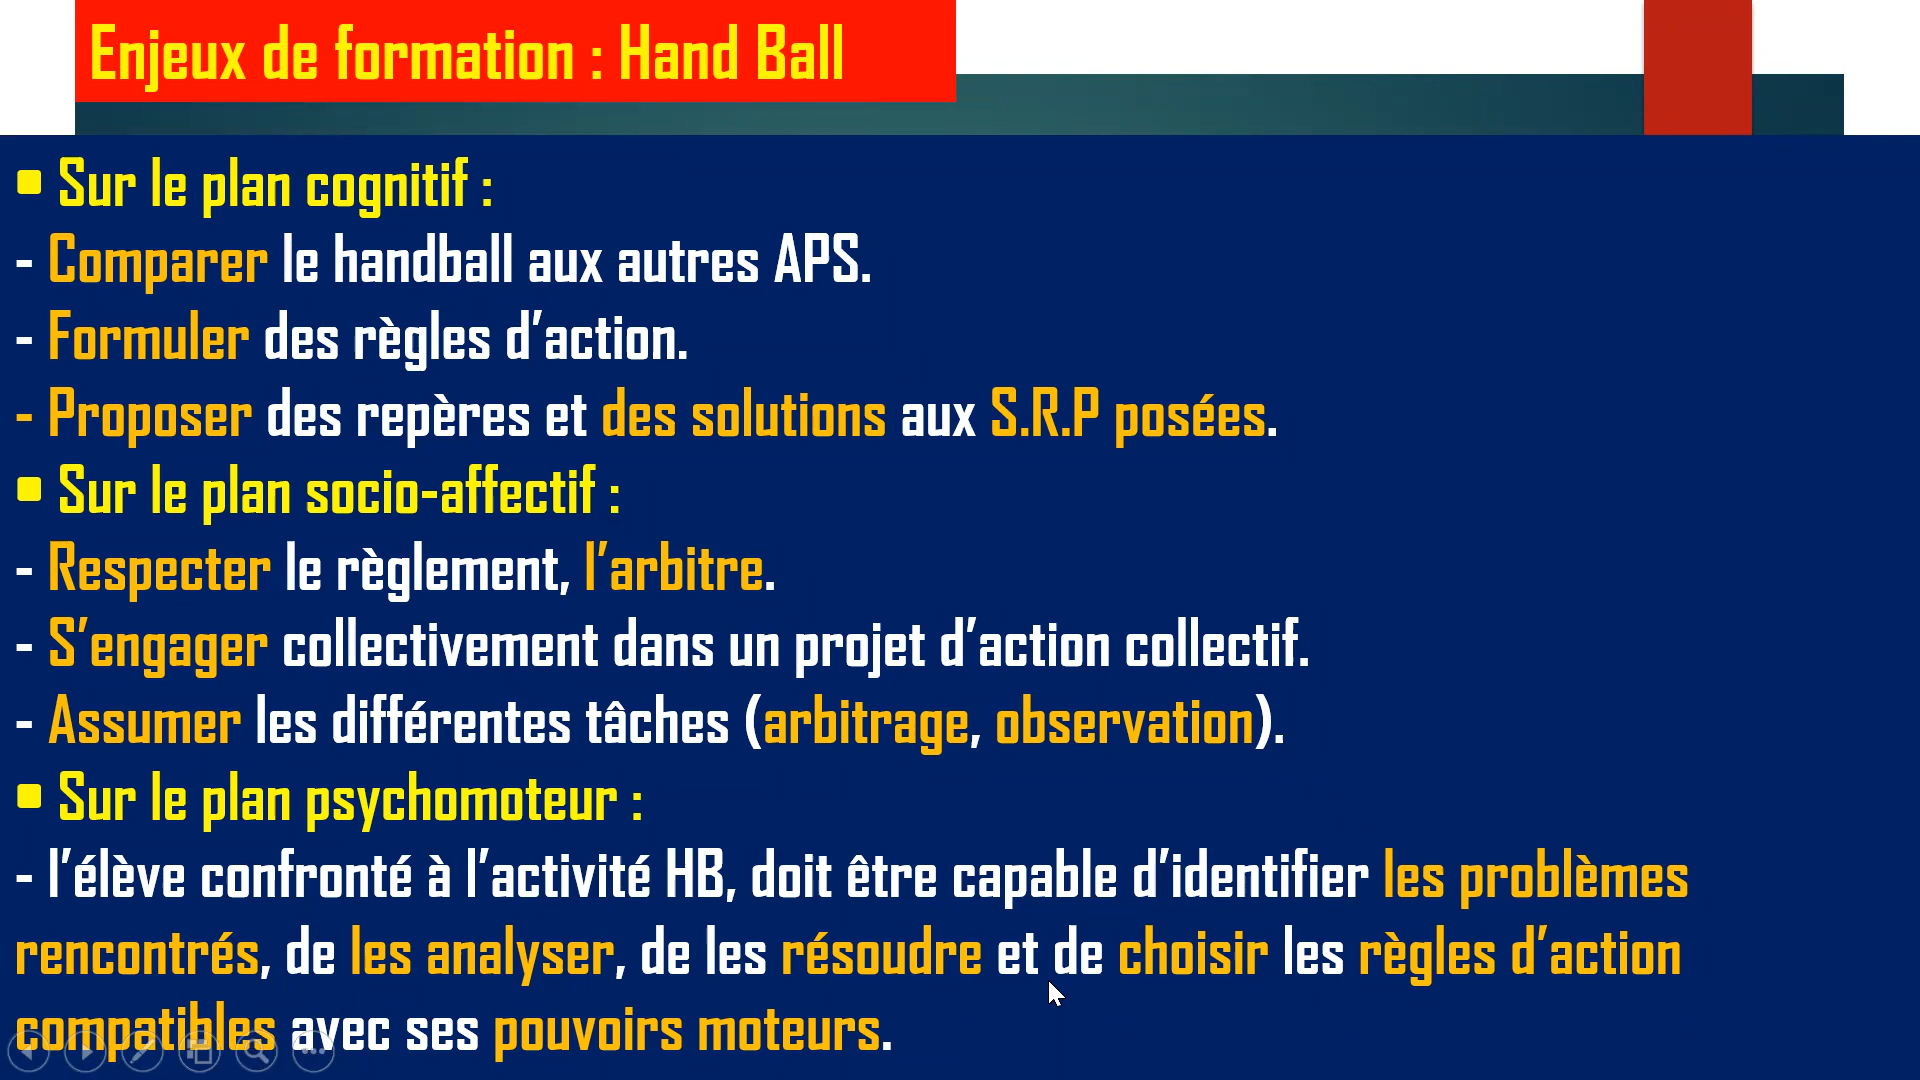 Enjeux de formation : Hand Ball
▪ Sur le plan cognitif :
- Comparer le handball aux autres APS.
- Formuler des règles d’action.
- Proposer des repères et des solutions aux S.R.P posées.
▪ Sur le plan socio-affectif :
- Respecter le règlement, l’arbitre.
- S’engager collectivement dans un projet d’action collectif.
- Assumer les différentes tâches (arbitrage, observation).
▪ Sur le plan psychomoteur :
- l’élève confronté à l’activité HB, doit être capable d’identifier les problèmes
rencontrés, de les analyser, de les résoudre et de choisir les règles d’action
compatibles avec ses pouvoirs moteurs.